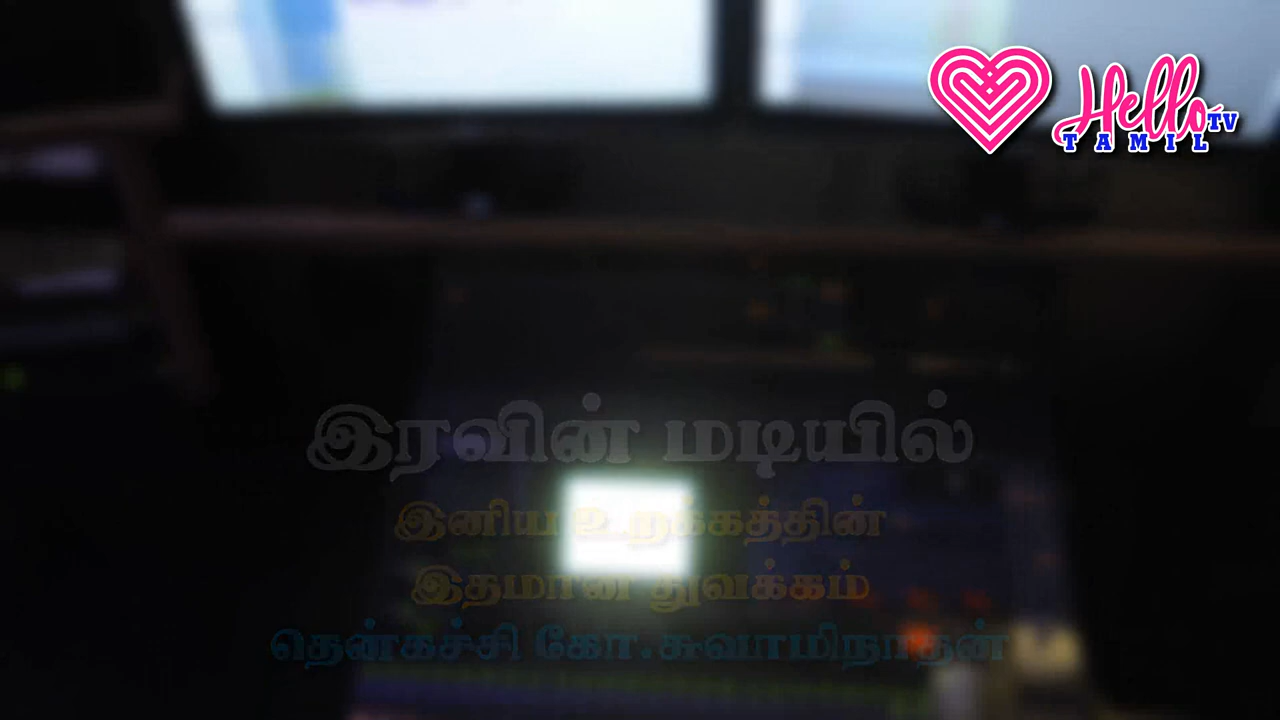 Hello TV
TAMIL
இரவின் மடியில்
இனிய உறக்கத்தின்
இதமான துவக்கம்
தென்கச்சி கோ.சுவாமிநாதன்